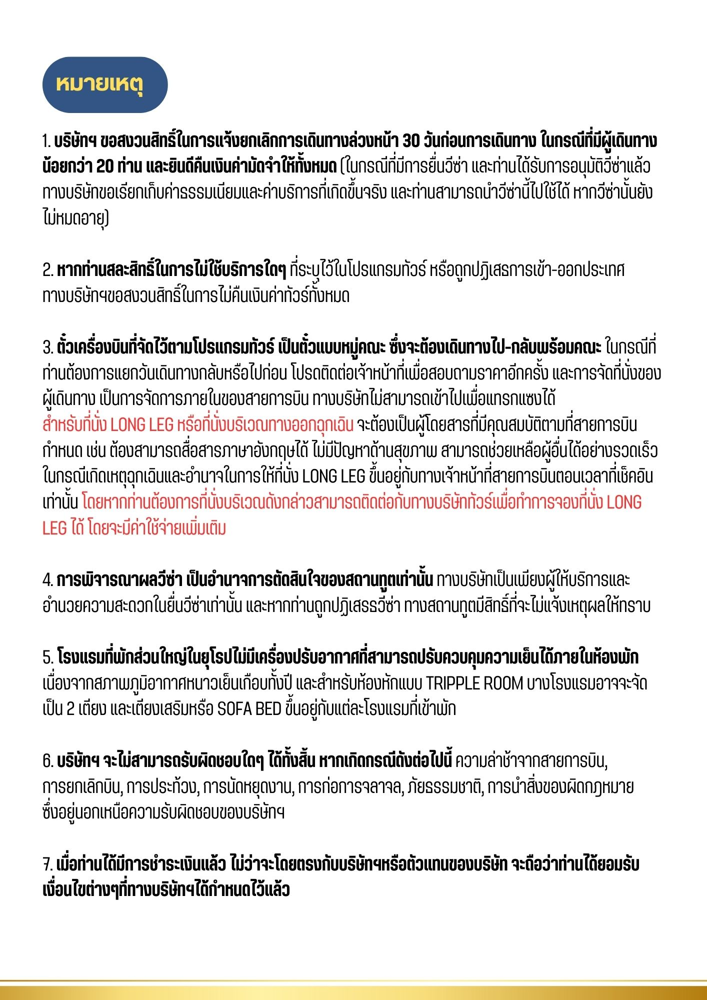 หมายเหตุ
1. บริษัทฯ ขอสงวนสิทธิ์ในการแจ้งยกเลิกการเดินทางล่วงหน้า 30 วันก่อนการเดินทาง ในกรณีที่มีผู้เดินทาง
น้อยกว่า 20 ท่าน และยินดีคืนเงินค่ามัดจำให้ทั้งหมด (ในกรณีที่มีการยื่นวีซ่า และท่านได้รับการอนุมัติวีซ่าแล้ว
ทางบริษัทขอเรียกเก็บค่าธรรมเนียมและค่าบริการที่เกิดขึ้นจริง และท่านสามารถนำวีซ่านี้ไปใช้ได้ หากวีซ่านั้นยัง
ไม่หมดอายุ)
2. หากท่านสละสิทธิ์ในการไม่ใช้บริการใดๆ ที่ระบุไว้ในโปรแกรมทัวร์ หรือถูกปฏิเสธการเข้า-ออกประเทศ
ทางบริษัทฯขอสงวนสิทธิ์ในการไม่คืนเงินค่าทัวร์ทั้งหมด
3. ตั๋วเครื่องบินที่จัดไว้ตามโปรแกรมทัวร์ เป็นตั๋วแบบหมู่คณะ ซึ่งจะต้องเดินทางไป-กลับพร้อมคณะ ในกรณีที่
ท่านต้องการแยกวันเดินทางกลับหรือไปก่อน โปรดติดต่อเจ้าหน้าที่เพื่อสอบถามราคาอีกครั้ง และการจัดที่นั่งของ
ผู้เดินทาง เป็นการจัดการภายในของสายการบิน ทางบริษัทไม่สามารถเข้าไปเพื่อแทรกแซงได้
สำหรับที่นั่ง LONG LEG หรือที่นั่งบริเวณทางออกฉุกเฉิน จะต้องเป็นผู้โดยสารที่มีคุณสมบัติตามที่สายการบิน
กำหนด เช่น ต้องสามารถสื่อสารภาษาอังกฤษได้ ไม่มีปัญหาด้านสุขภาพ สามารถช่วยเหลือผู้อื่นได้อย่างรวดเร็ว
ในกรณีเกิดเหตุฉุกเฉินและอำนาจในการให้ที่นั่ง LONG LEG ขึ้นอยู่กับทางเจ้าหน้าที่สายการบินตอนเวลาที่เช็คอิน
เท่านั้น โดยหากท่านต้องการที่นั่งบริเวณดังกล่าวสามารถติดต่อกับทางบริษัททัวร์เพื่อทำการจองที่นั่ง LONG
LEG ได้ โดยจะมีค่าใช้จ่ายเพิ่มเติม
4. การพิจารณาผลวีซ่า เป็นอำนาจการตัดสินใจของสถานทูตเท่านั้น ทางบริษัทเป็นเพียงผู้ให้บริการและ
อำนวยความสะดวกในยื่นวีซ่าเท่านั้น และหากท่านถูกปฏิเสรธวีซ่า ทางสถานทูตมีสิทธิ์ที่จะไม่แจ้งเหตุผลให้ทราบ
5. โรงแรมที่พักส่วนใหญ่ในยุโรปไม่มีเครื่องปรับอากาศที่สามารถปรับควบคุมความเย็นได้ภายในห้องพัก
เนื่องจากสภาพภูมิอากาศหนาวเย็นเกือบทั้งปี และสำหรับห้องหักแบบ TRIPPLE ROOM บางโรงแรมอาจจะจัด
เป็น 2 เตียง และเตียงเสริมหรือ SOFA BED ขึ้นอยู่กับแต่ละโรงแรมที่เข้าพัก
6. บริษัทฯ จะไม่สามารถรับผิดชอบใดๆ ได้ทั้งสิ้น หากเกิดกรณีดังต่อไปนี้ ความล่าช้าจากสายการบิน,
การยกเลิกบิน, การประท้วง, การนัดหยุดงาน, การก่อการจลาจล, ภัยธรรมชาติ, การนำสิ่งของผิดกฎหมาย
ซึ่งอยู่นอกเหนือความรับผิดชอบของบริษัทฯ
7. เมื่อท่านได้มีการชำระเงินแล้ว ไม่ว่าจะโดยตรงกับบริษัทฯหรือตัวแทนของบริษัท จะถือว่าท่านได้ยอมรับ
เงื่อนไขต่างๆที่ทางบริษัทฯได้กำหนดไว้แล้ว